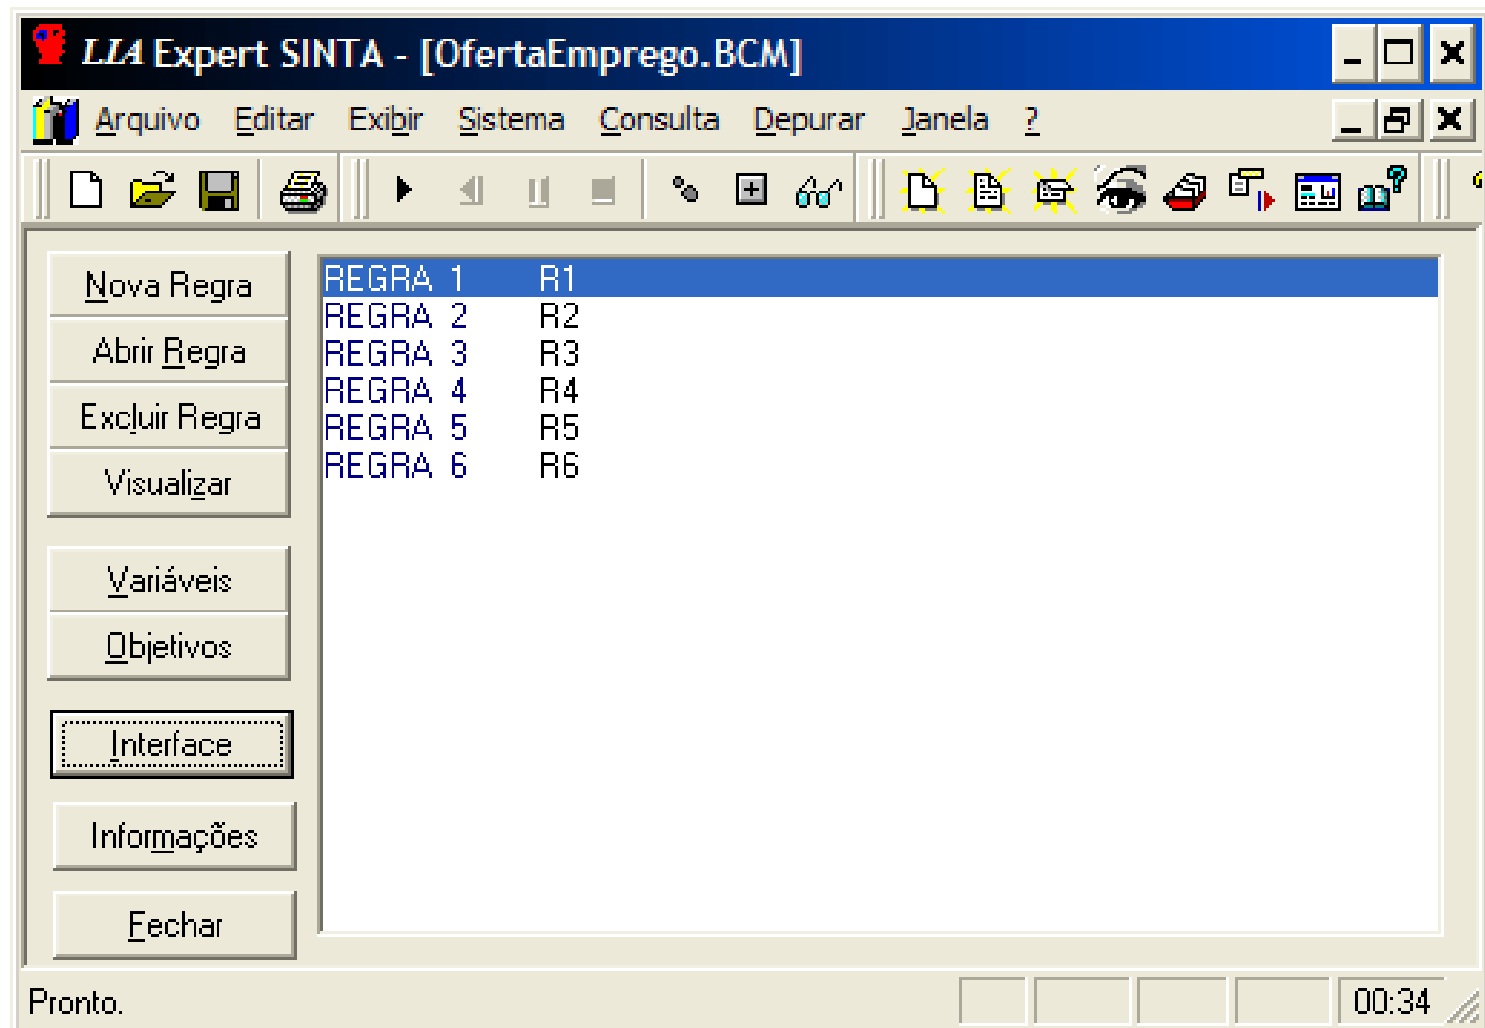 LIA Expert SINTA - [OfertaEmprego.BCM]
Arquivo Editar Exibir Sistema Consulta Depurar Janela ?
Nova Regra
Abrir Regra
Excluir Regra
Visualizar
Variáveis
Objetivos
Interface
Informações
Fechar
REGRA 1 R1
REGRA 2 R2
REGRA 3 R3
REGRA 4 R4
REGRA 5 R5
REGRA 6 R6
Pronto. 00:34